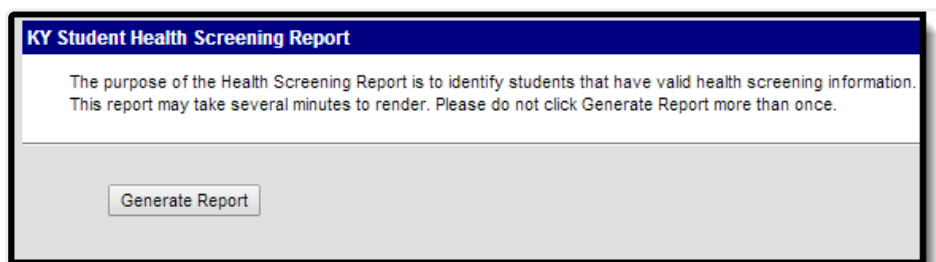 KY Student Health Screening Report
The purpose of the Health Screening Report is to identify students that have valid health screening information.
This report may take several minutes to render. Please do not click Generate Report more than once.
Generate Report